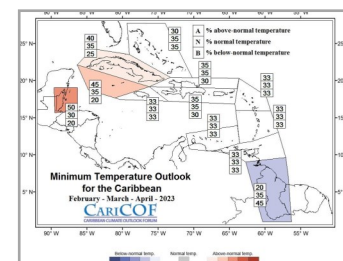 A % above-normal temperature
N % normal temperature
B % below-normal temperature
25° N
20° N
15° N
10° N
5° N
40
35
25
30
35
35
35
35
30
45
35
20
50
30
20
33
33
33
35
35
30
33
33
33
33
33
33
33
33
33
33
33
33
20
35
45
Minimum Temperature Outlook
for the Caribbean
February - March - April - 2023
CARICOF
CARIBBEAN CLIMATE OUTLOOK FORUM
90° W
85° W
80° W
75° W
70° W
65° W
60° W
55° W
Below-normal temp.
Normal temp.
Above-normal temp.